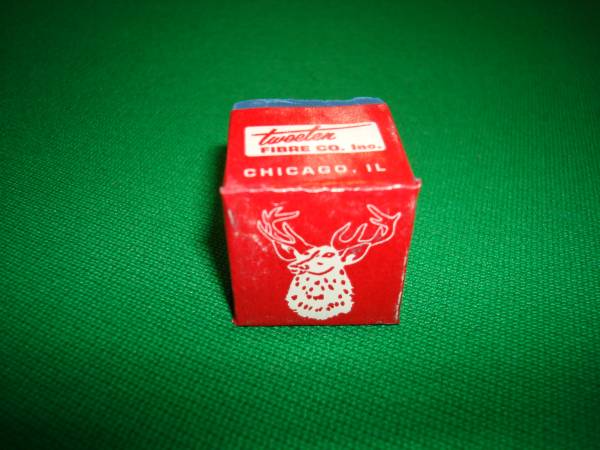 tweeten
FIBRE CO. Inc.
CHICAGO, IL